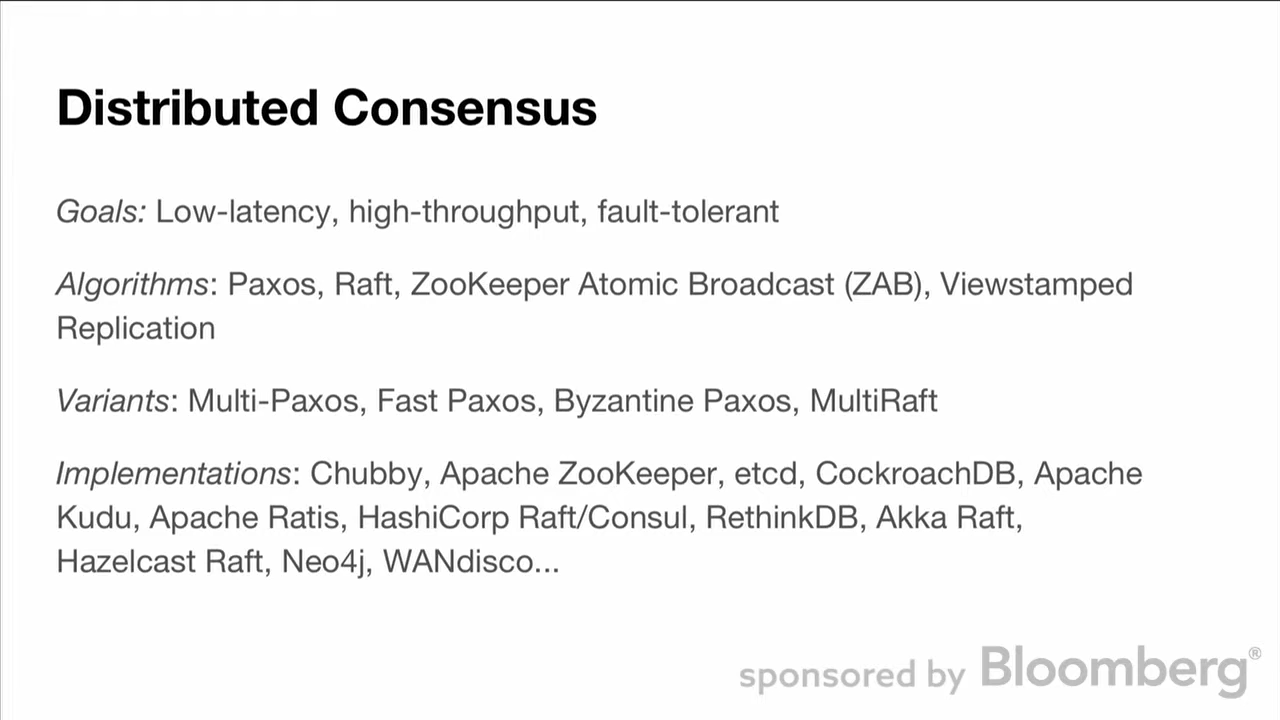 Distributed Consensus
Goals: Low-latency, high-throughput, fault-tolerant
Algorithms: Paxos, Raft, ZooKeeper Atomic Broadcast (ZAB), Viewstamped
Replication
Variants: Multi-Paxos, Fast Paxos, Byzantine Paxos, MultiRaft
Implementations: Chubby, Apache ZooKeeper, etcd, CockroachDB, Apache
Kudu, Apache Ratis, HashiCorp Raft/Consul, RethinkDB, Akka Raft,
Hazelcast Raft, Neo4j, WANdisco...
sponsored by Bloomberg®